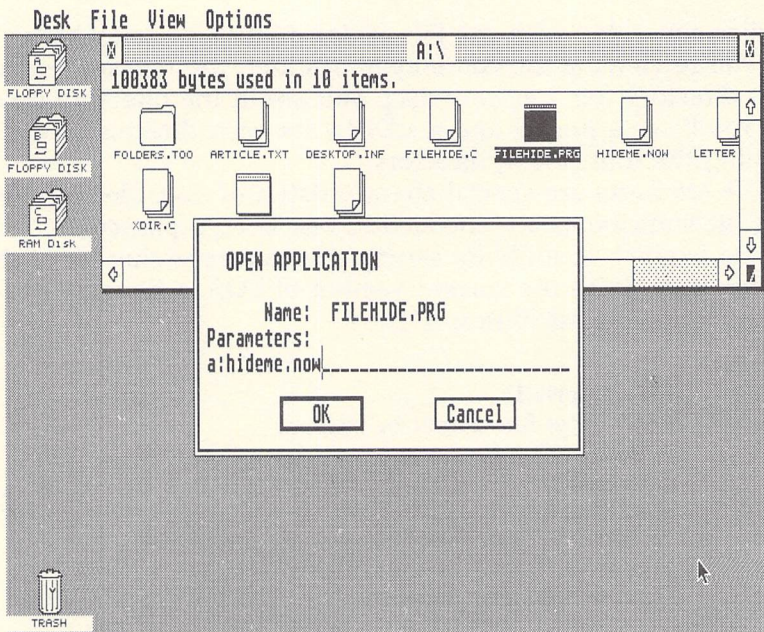 Desk File View Options
A:\
100383 bytes used in 10 items.
A
FLOPPY DISK
B
FLOPPY DISK
C
RAM Disk
FOLDERS.TOO ARTICLE.TXT DESKTOP.INF FILEHIDE.C FILEHIDE.PRG HIDEME.NOW LETTER
XDIR.C
OPEN APPLICATION
Name: FILEHIDE.PRG
Parameters:
a:hideme.now
OK Cancel
TRASH